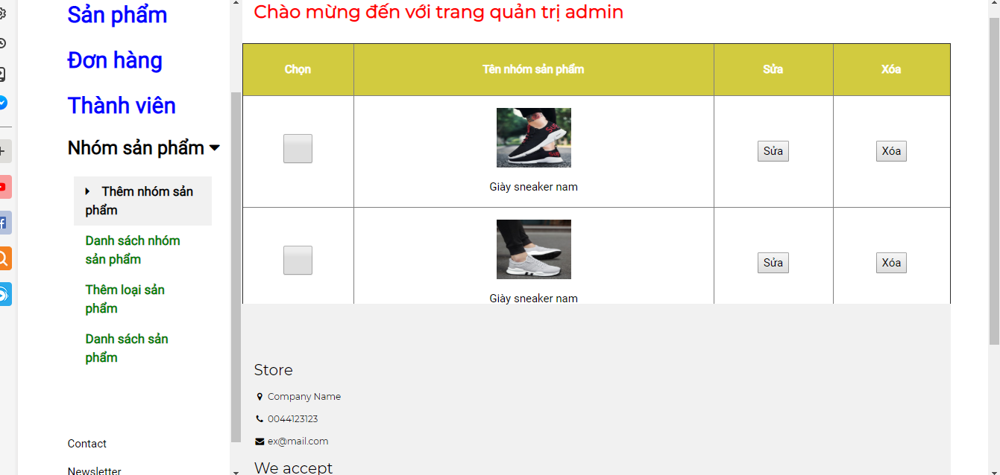 Sản phẩm
Đơn hàng
Thành viên
Nhóm sản phẩm
Thêm nhóm sản
phẩm
Danh sách nhóm
sản phẩm
Thêm loại sản
phẩm
Danh sách sản
phẩm
Contact
Newsletter
Chào mừng đến với trang quản trị admin
Chọn Tên nhóm sản phẩm Sửa Xóa
Giày sneaker nam Sửa Xóa
Giày sneaker nam Sửa Xóa
Store
Company Name
0044123123
ex@mail.com
We accept